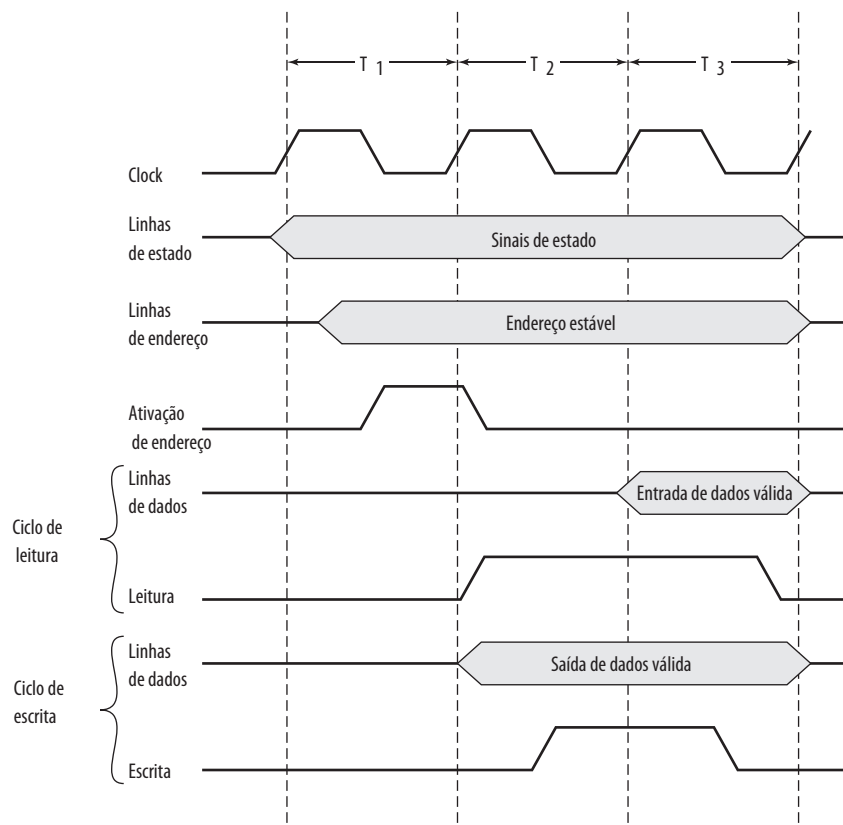 T 1
T 2
T 3
Clock
Linhas
de estado
Sinais de estado
Linhas
de endereço
Endereço estável
Ativação
de endereço
Ciclo de
leitura
Linhas
de dados
Entrada de dados válida
Leitura
Ciclo de
escrita
Linhas
de dados
Saída de dados válida
Escrita